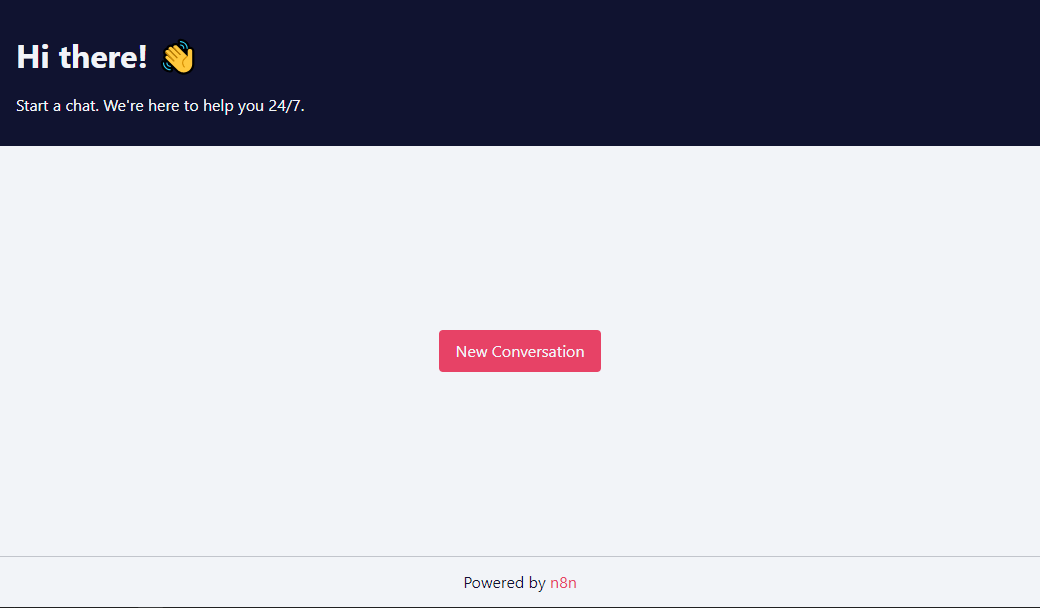 Hi there! 👋
Start a chat. We're here to help you 24/7.
New Conversation
Powered by n8n